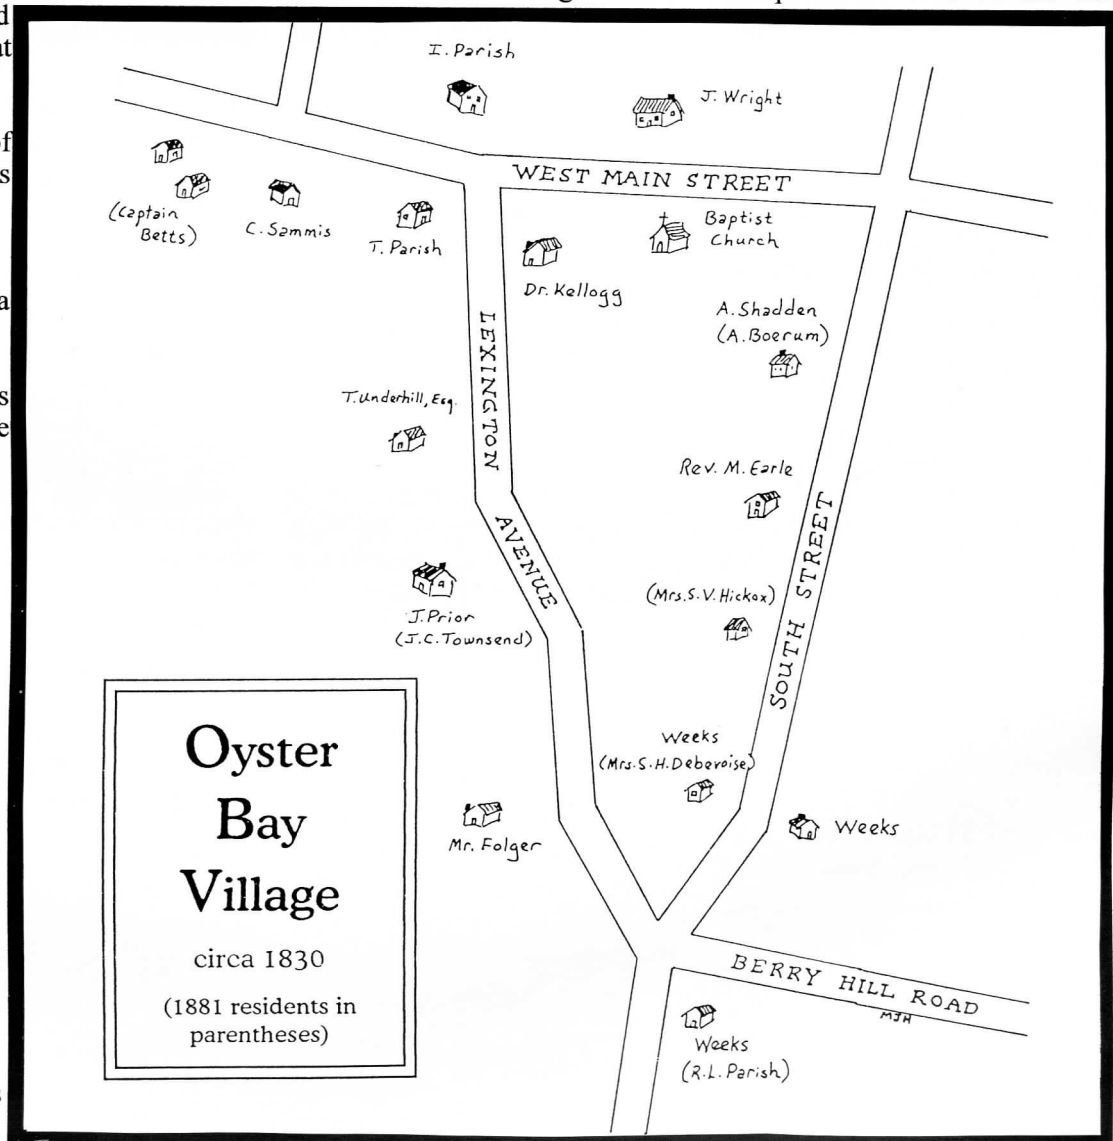 I. Parish
J. Wright
WEST MAIN STREET
(Captain
Betts)
C. Sammis
T. Parish
Dr. Kellogg
Baptist
Church
A. Shadden
(A. Boerum)
LEXINGTON
AVENUE
T. Underhill, Esq.
Rev. M. Earle
SOUTH STREET
(Mrs. S. V. Hickox)
J. Prior
(J. C. Townsend)
Weeks
(Mrs. S. H. Debevoise)
Weeks
Mr. Folger
Oyster
Bay
Village
circa 1830
(1881 residents in
parentheses)
BERRY HILL ROAD
MJH
Weeks
(R. L. Parish)